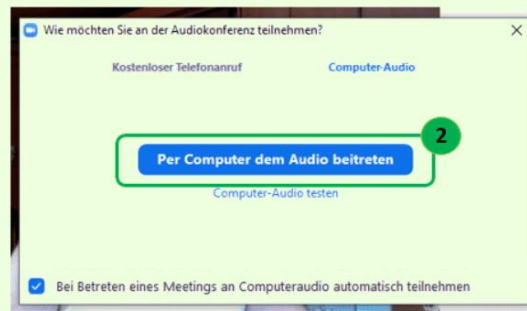 Wie möchten Sie an der Audiokonferenz teilnehmen?
Kostenloser Telefonanruf Computer-Audio
2
Per Computer dem Audio beitreten
Computer-Audio testen
Bei Betreten eines Meetings an Computeraudio automatisch teilnehmen